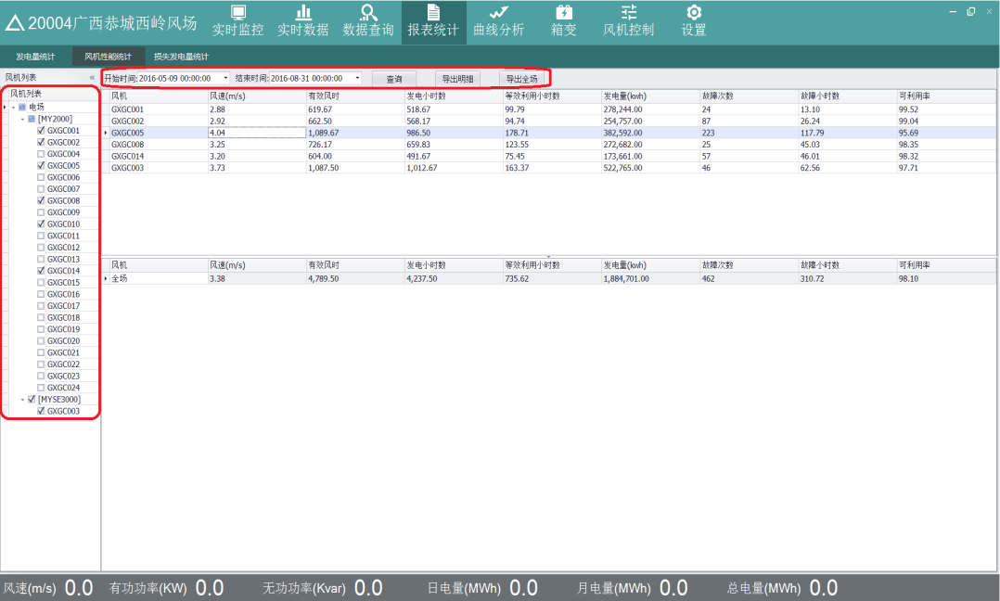 20004广西恭城西岭风场
实时监控 实时数据 数据查询 报表统计 曲线分析 箱变 风机控制 设置
发电量统计 风机性能统计 损失发电量统计
风机列表 «
开始时间:2016-05-09 00:00:00 结束时间:2016-08-31 00:00:00 查询 导出明细 导出全场
风机列表
电场
[MY2000]
GXGC001
GXGC002
GXGC004
GXGC005
GXGC006
GXGC007
GXGC008
GXGC009
GXGC010
GXGC011
GXGC012
GXGC013
GXGC014
GXGC015
GXGC016
GXGC017
GXGC018
GXGC019
GXGC020
GXGC021
GXGC022
GXGC023
GXGC024
[MYSE3000]
GXGC003
风机 风速(m/s) 有效风时 发电小时数 等效利用小时数 发电量(kwh) 故障次数 故障小时数 可利用率
GXGC001 2.88 619.67 518.67 99.79 278,244.00 24 13.10 99.52
GXGC002 2.92 662.50 568.17 94.74 254,757.00 87 26.24 99.04
GXGC005 4.04 1,089.67 986.50 178.71 382,592.00 223 117.79 95.69
GXGC008 3.25 726.17 659.83 123.55 272,682.00 25 45.03 98.35
GXGC014 3.20 604.00 491.67 75.45 173,661.00 57 46.01 98.32
GXGC003 3.73 1,087.50 1,012.67 163.37 522,765.00 46 62.56 97.71
风机 风速(m/s) 有效风时 发电小时数 等效利用小时数 发电量(kwh) 故障次数 故障小时数 可利用率
全场 3.38 4,789.50 4,237.50 735.62 1,884,701.00 462 310.72 98.10
风速(m/s) 0.0 有功功率(KW) 0.0 无功功率(Kvar) 0.0 日电量(MWh) 0.0 月电量(MWh) 0.0 总电量(MWh) 0.0